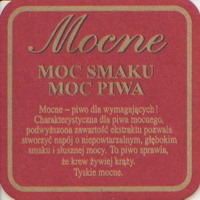 Mocne
MOC SMAKU
MOC PIWA
Mocne – piwo dla wymagających!
Charakterystyczna dla piwa mocnego,
podwyższona zawartość ekstraktu pozwala
stworzyć napój o niepowtarzalnym, głębokim
smaku i słusznej mocy. To piwo sprawia,
że krew żywiej krąży.
Tyskie mocne.